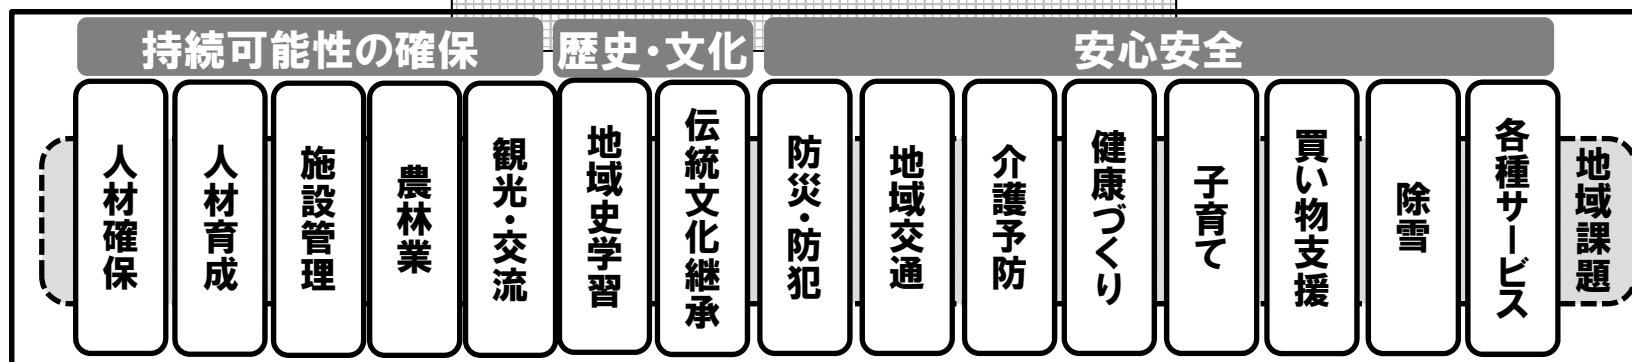 持続可能性の確保
歴史・文化
安心安全
人材確保
人材育成
施設管理
農林業
観光・交流
地域史学習
伝統文化継承
防災・防犯
地域交通
介護予防
健康づくり
子育て
買い物支援
除雪
各種サービス
地域課題